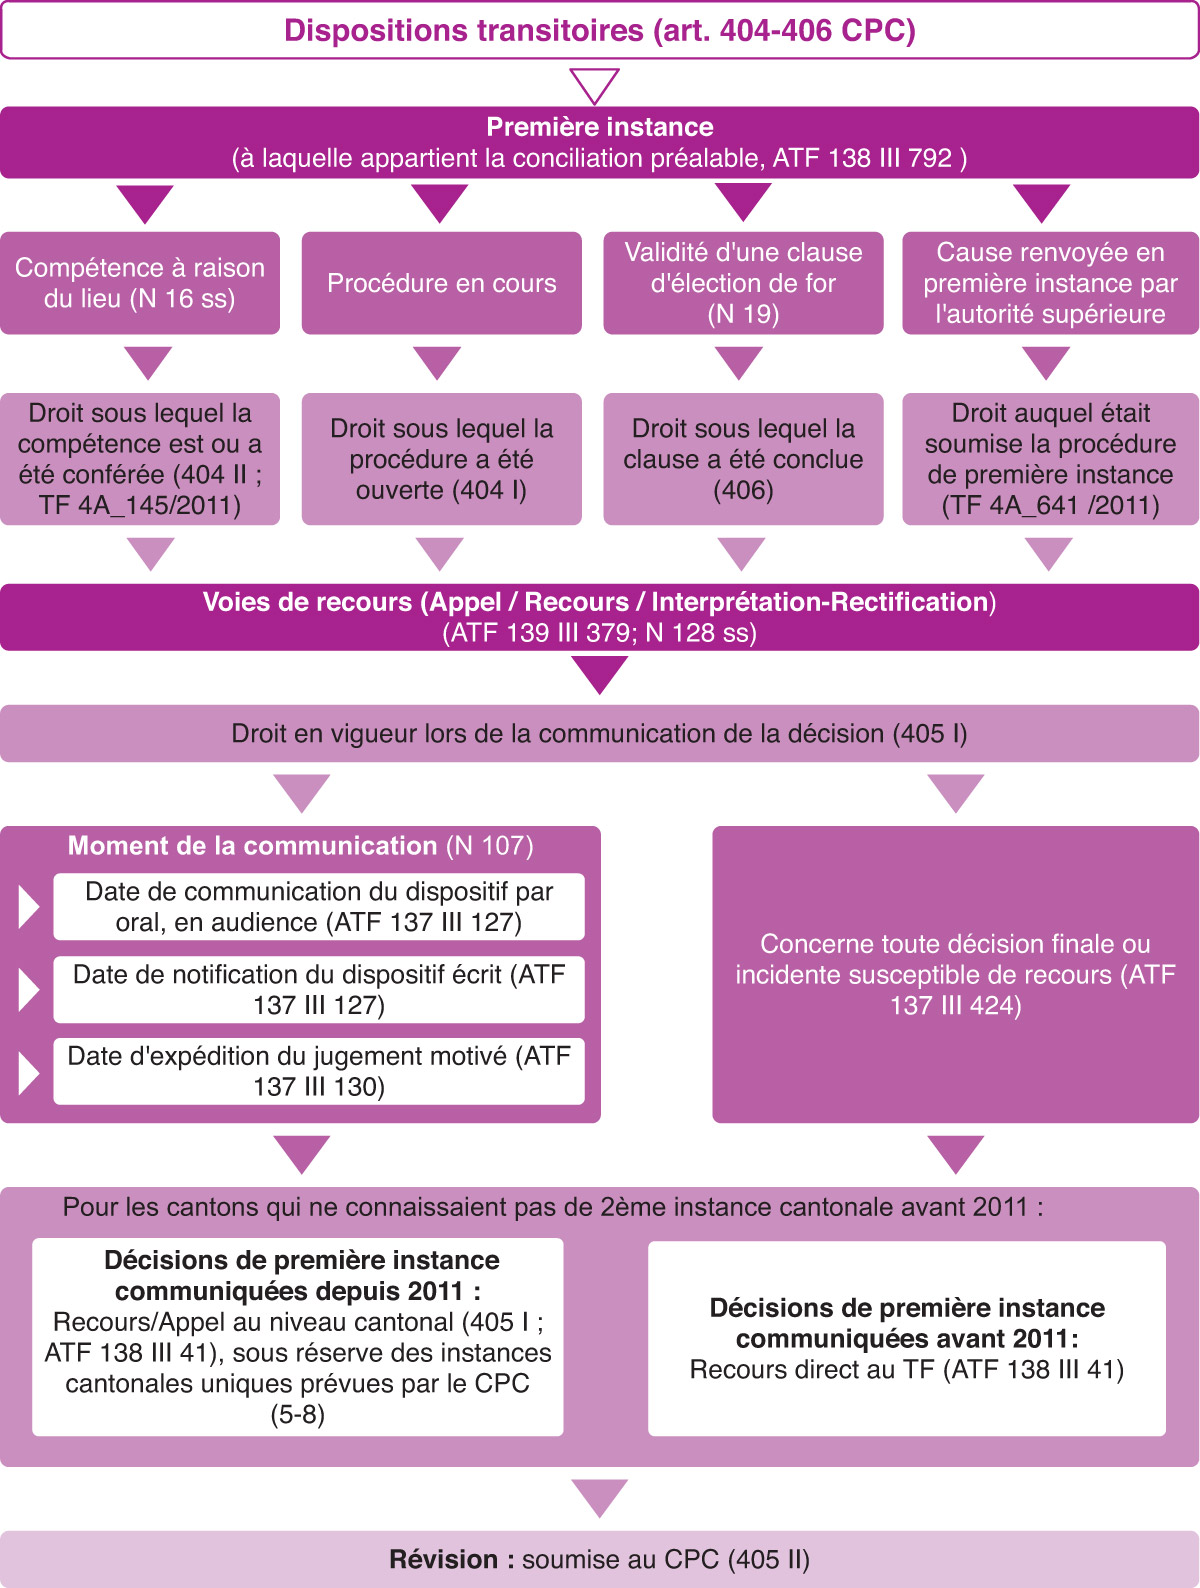 Dispositions transitoires (art. 404-406 CPC)
Première instance
(à laquelle appartient la conciliation préalable, ATF 138 III 792 )
Compétence à raison
du lieu (N 16 ss)
Procédure en cours
Validité d'une clause
d'élection de for
(N 19)
Cause renvoyée en
première instance par
l'autorité supérieure
Droit sous lequel la
compétence est ou a
été conférée (404 II ;
TF 4A_145/2011)
Droit sous lequel la
procédure a été
ouverte (404 I)
Droit sous lequel la
clause a été conclue
(406)
Droit auquel était
soumise la procédure
de première instance
(TF 4A_641 /2011)
Voies de recours (Appel / Recours / Interprétation-Rectification)
(ATF 139 III 379; N 128 ss)
Droit en vigueur lors de la communication de la décision (405 I)
Moment de la communication (N 107)
Date de communication du dispositif par
oral, en audience (ATF 137 III 127)
Date de notification du dispositif écrit (ATF
137 III 127)
Date d'expédition du jugement motivé (ATF
137 III 130)
Concerne toute décision finale ou
incidente susceptible de recours (ATF
137 III 424)
Pour les cantons qui ne connaissaient pas de 2ème instance cantonale avant 2011 :
Décisions de première instance
communiquées depuis 2011 :
Recours/Appel au niveau cantonal (405 I ;
ATF 138 III 41), sous réserve des instances
cantonales uniques prévues par le CPC
(5-8)
Décisions de première instance
communiquées avant 2011:
Recours direct au TF (ATF 138 III 41)
Révision : soumise au CPC (405 II)